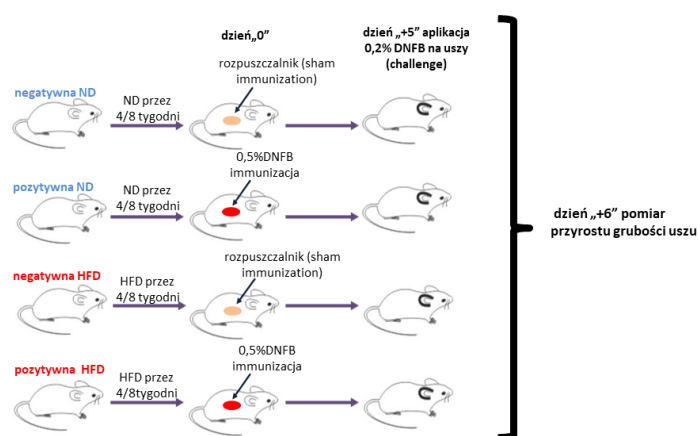 dzień„0”
dzień „+5” aplikacja
0,2% DNFB na uszy
(challenge)
rozpuszczalnik (sham
immunization)
negatywna ND
ND przez
4/8 tygodni
0,5%DNFB
immunizacja
pozytywna ND
ND przez
4/8 tygodni
dzień „+6” pomiar
przyrostu grubości uszu
rozpuszczalnik (sham
immunization)
negatywna HFD
HFD przez
4/8 tygodni
0,5%DNFB
immunizacja
pozytywna HFD
HFD przez
4/8tygodni